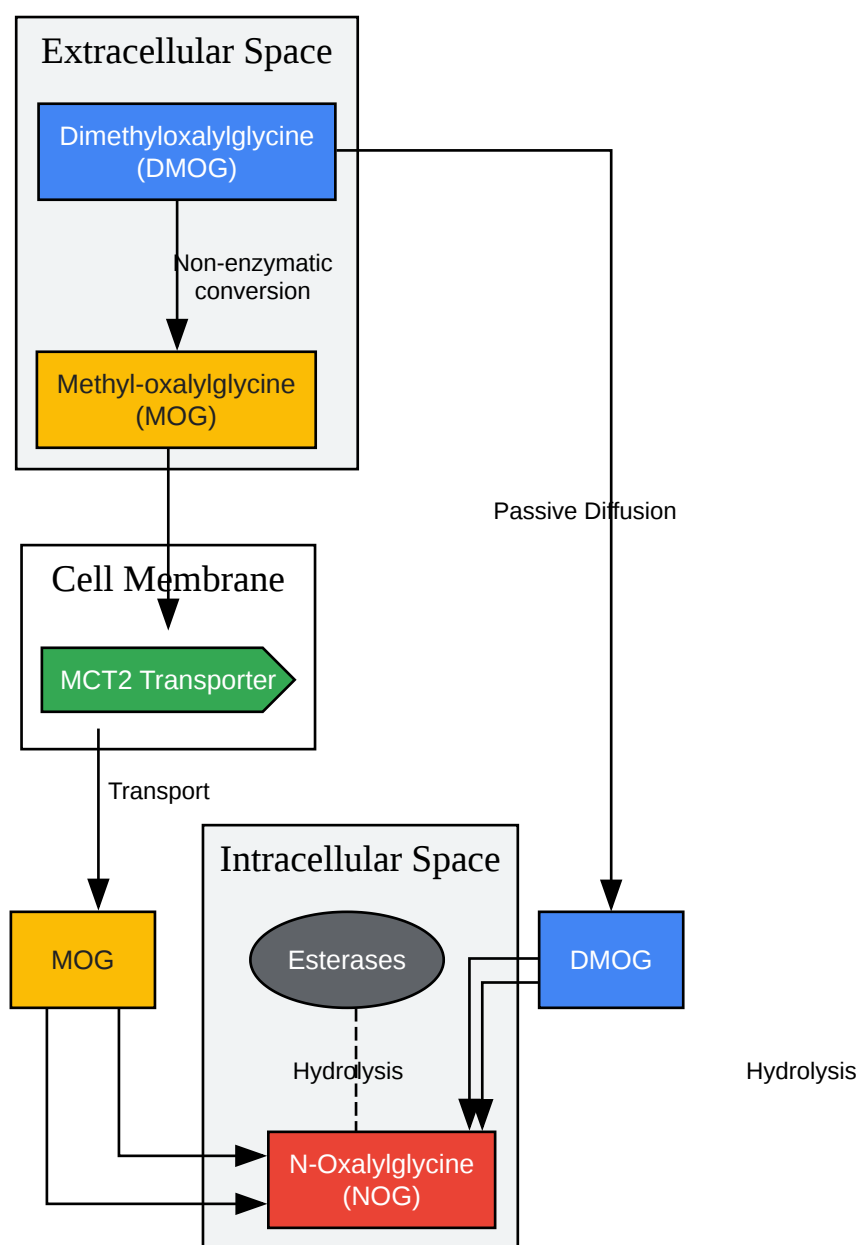 Extracellular Space
Dimethyloxalylglycine
(DMOG)
Non-enzymatic
conversion
Methyl-oxalylglycine
(MOG)
Passive Diffusion
Cell Membrane
MCT2 Transporter
Transport
Intracellular Space
MOG
Esterases
DMOG
Hydrolysis
Hydrolysis
N-Oxalylglycine
(NOG)